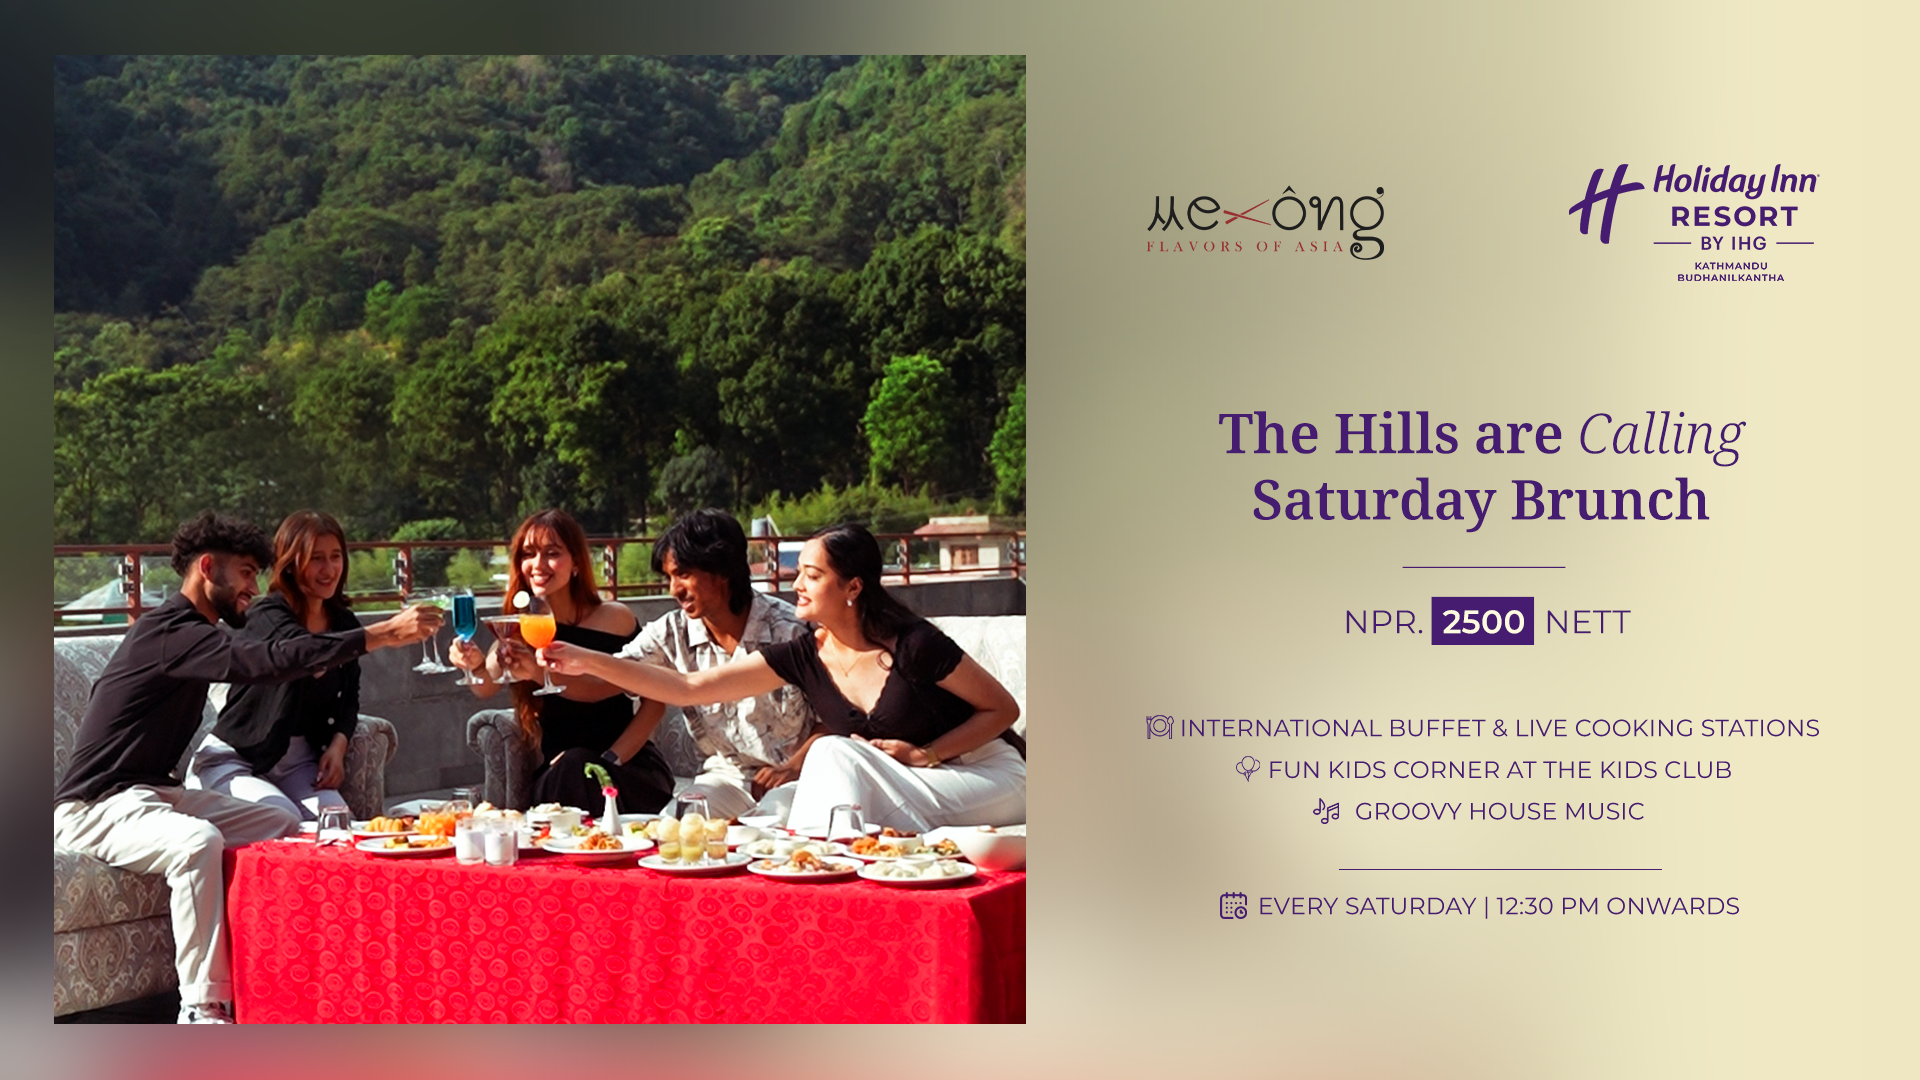 Mekông
FLAVORS OF ASIA
Holiday Inn
RESORT
BY IHG
KATHMANDU
BUDHANILKANTHA
The Hills are Calling
Saturday Brunch
NPR. 2500 NETT
INTERNATIONAL BUFFET & LIVE COOKING STATIONS
FUN KIDS CORNER AT THE KIDS CLUB
GROOVY HOUSE MUSIC
EVERY SATURDAY | 12:30 PM ONWARDS